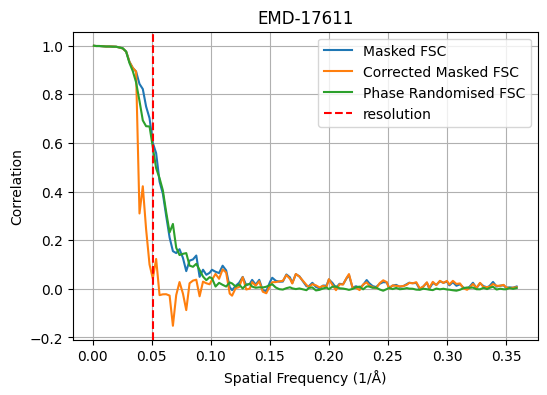 EMD-17611
Masked FSC
Corrected Masked FSC
Phase Randomised FSC
resolution
Correlation
1.0
0.8
0.6
0.4
0.2
0.0
−0.2
0.00 0.05 0.10 0.15 0.20 0.25 0.30 0.35
Spatial Frequency (1/Å)